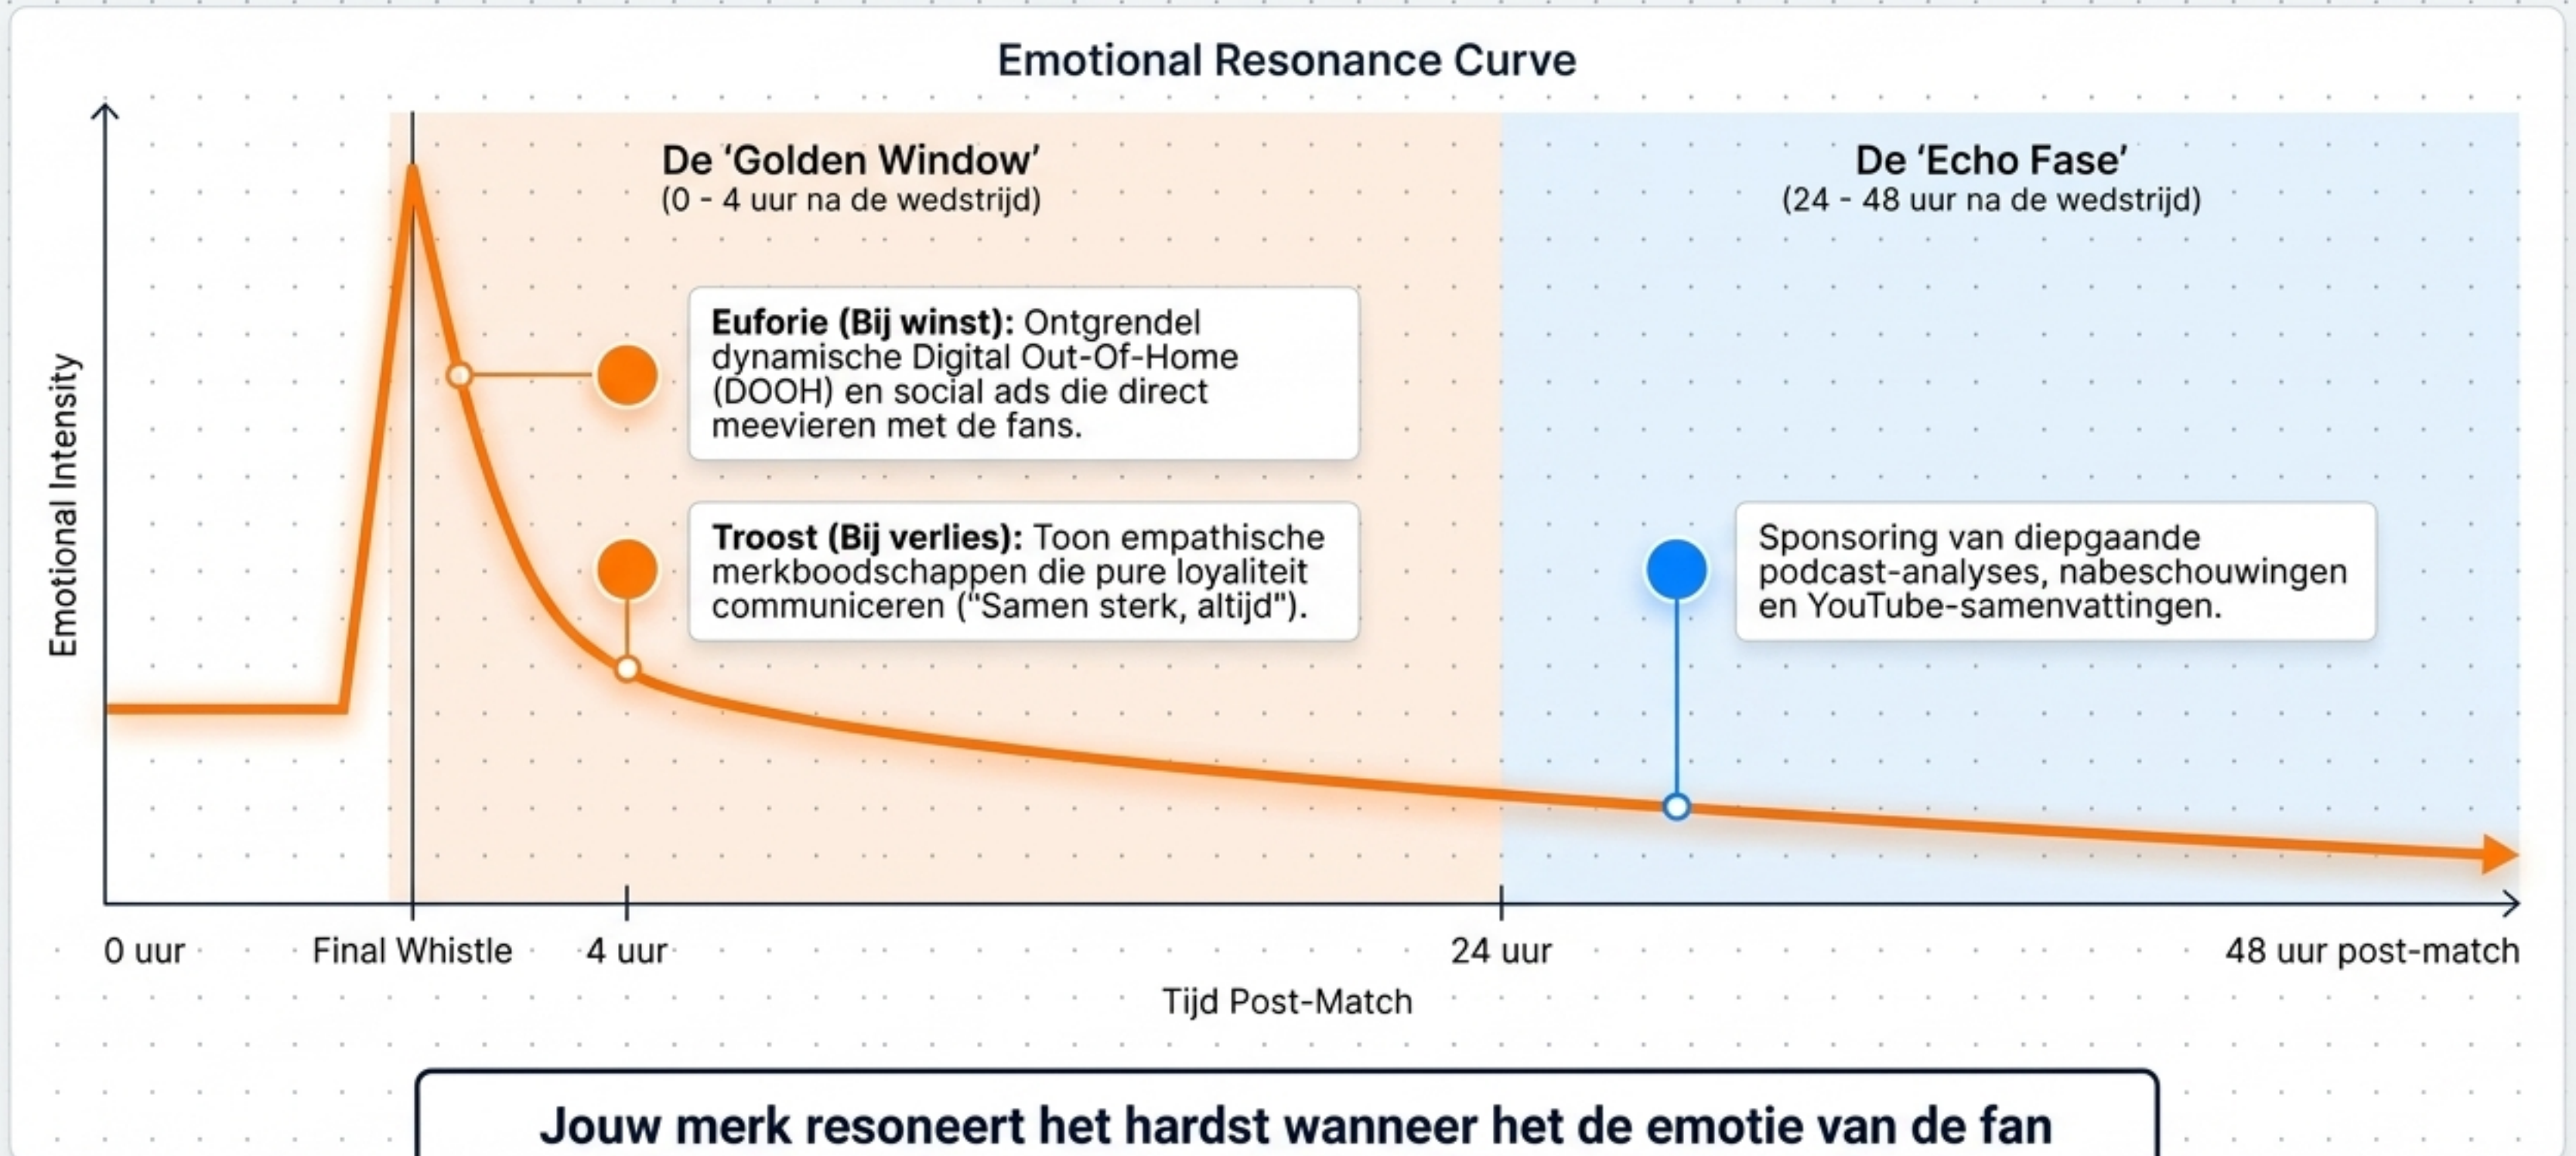 Emotional Resonance Curve
De ‘Golden Window’
(0 - 4 uur na de wedstrijd)
De ‘Echo Fase’
(24 - 48 uur na de wedstrijd)
Emotional Intensity
Euforie (Bij winst): Ontgrendel
dynamische Digital Out-Of-Home
(DOOH) en social ads die direct
meevieren met de fans.
Troost (Bij verlies): Toon empathische
merkboodschappen die pure loyaliteit
communiceren ("Samen sterk, altijd").
Sponsoring van diepgaande
podcast-analyses, nabeschouwingen
en YouTube-samenvattingen.
0 uur
Final Whistle
4 uur
24 uur
48 uur post-match
Tijd Post-Match
Jouw merk resoneert het hardst wanneer het de emotie van de fan